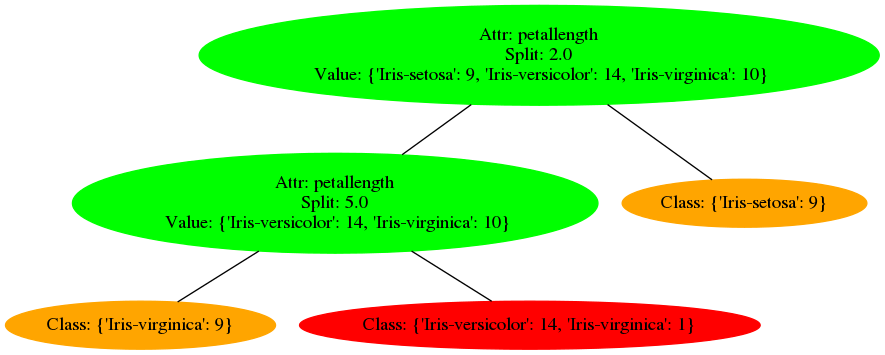 Attr: petallength
Split: 2.0
Value: {'Iris-setosa': 9, 'Iris-versicolor': 14, 'Iris-virginica': 10}
Attr: petallength
Split: 5.0
Value: {'Iris-versicolor': 14, 'Iris-virginica': 10}
Class: {'Iris-setosa': 9}
Class: {'Iris-virginica': 9}
Class: {'Iris-versicolor': 14, 'Iris-virginica': 1}